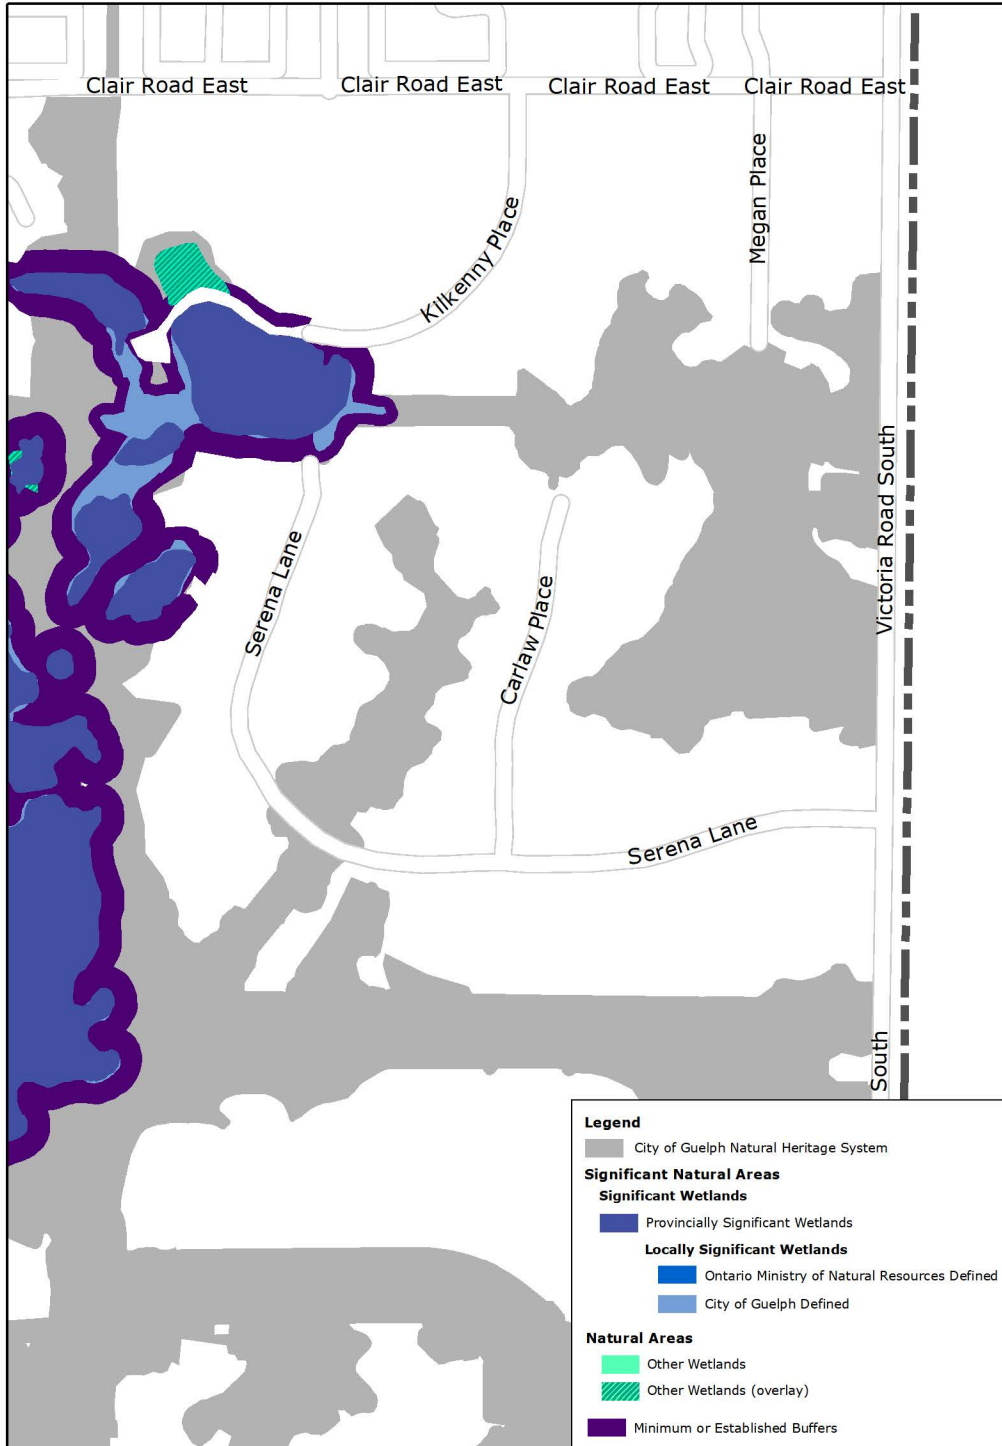 Clair Road East
Clair Road East
Clair Road East
Clair Road East
Megan Place
Kilkenny Place
Victoria Road South
Serena Lane
Carlaw Place
Serena Lane
South
Legend
City of Guelph Natural Heritage System
Significant Natural Areas
Significant Wetlands
Provincially Significant Wetlands
Locally Significant Wetlands
Ontario Ministry of Natural Resources Defined
City of Guelph Defined
Natural Areas
Other Wetlands
Other Wetlands (overlay)
Minimum or Established Buffers